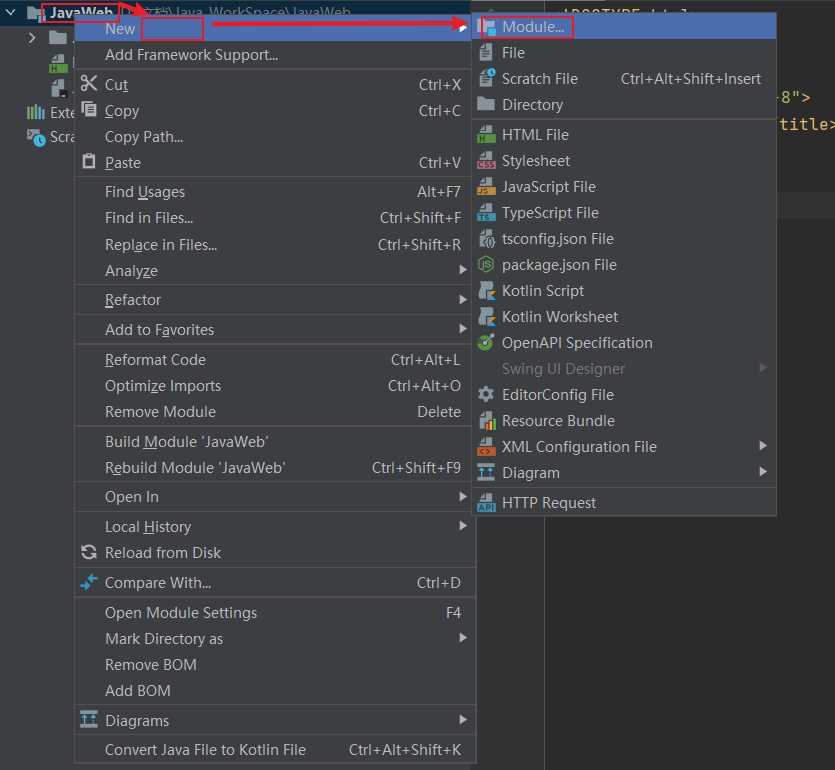 JavaWeb D:\文档\Java_WorkSpace\JavaWeb
New
Add Framework Support...
Cut Ctrl+X
Copy Ctrl+C
Copy Path...
Paste Ctrl+V
Find Usages Alt+F7
Find in Files... Ctrl+Shift+F
Replace in Files... Ctrl+Shift+R
Analyze
Refactor
Add to Favorites
Reformat Code Ctrl+Alt+L
Optimize Imports Ctrl+Alt+O
Remove Module Delete
Build Module 'JavaWeb'
Rebuild Module 'JavaWeb' Ctrl+Shift+F9
Open In
Local History
Reload from Disk
Compare With... Ctrl+D
Open Module Settings F4
Mark Directory as
Remove BOM
Add BOM
Diagrams
Convert Java File to Kotlin File Ctrl+Alt+Shift+K
Module...
File
Scratch File Ctrl+Alt+Shift+Insert
Directory
HTML File
Stylesheet
JavaScript File
TypeScript File
tsconfig.json File
package.json File
Kotlin Script
Kotlin Worksheet
OpenAPI Specification
Swing UI Designer
EditorConfig File
Resource Bundle
XML Configuration File
Diagram
HTTP Request
Exte
Scra
-8">
title>